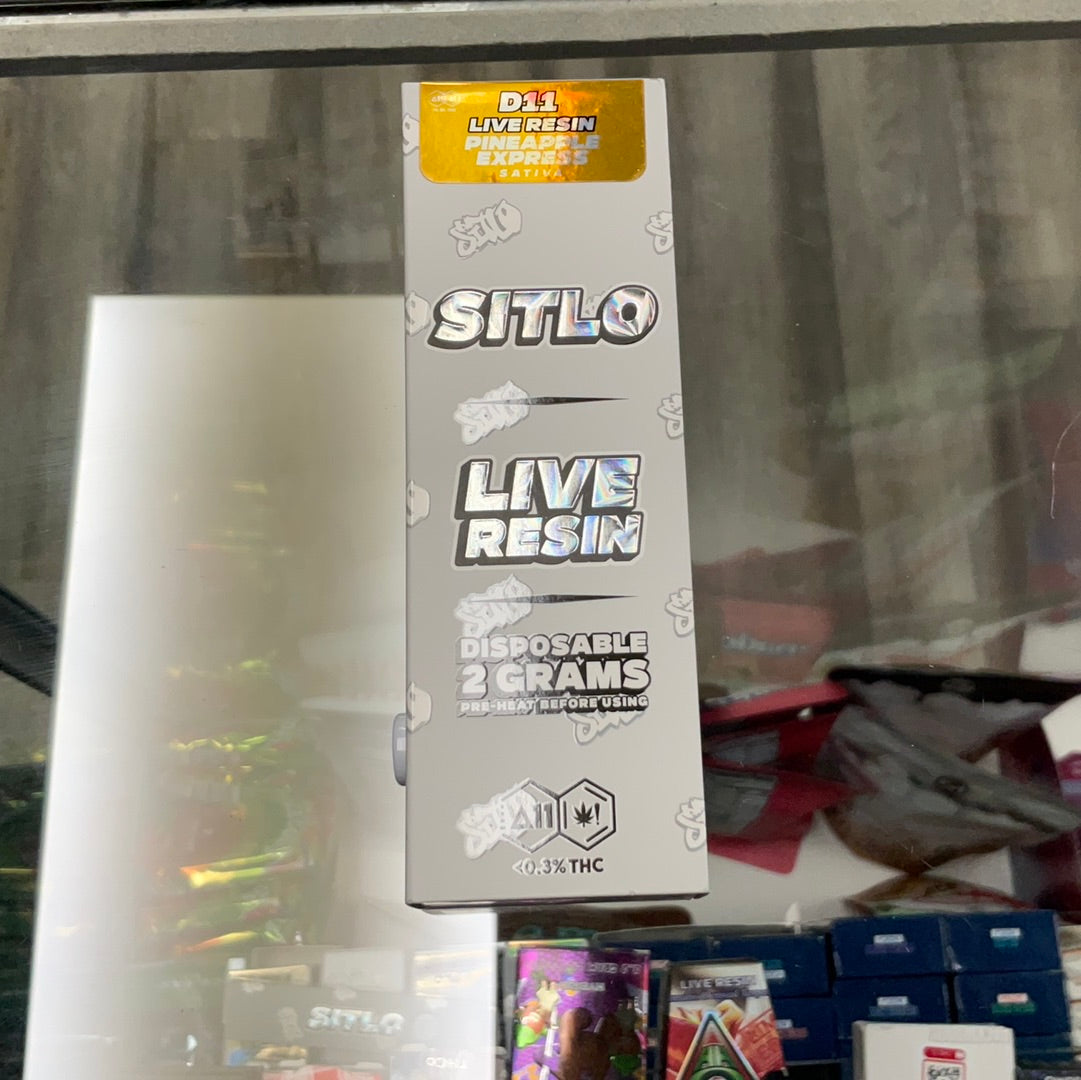 D11
LIVE RESIN
PINEAPPLE
EXPRESS
SATIVA
SITLO
SITLO
LIVE
RESIN
DISPOSABLE
2 GRAMS
PRE-HEAT BEFORE USING
Δ11 !
<0.3% THC
LIVE RESIN
SITLO